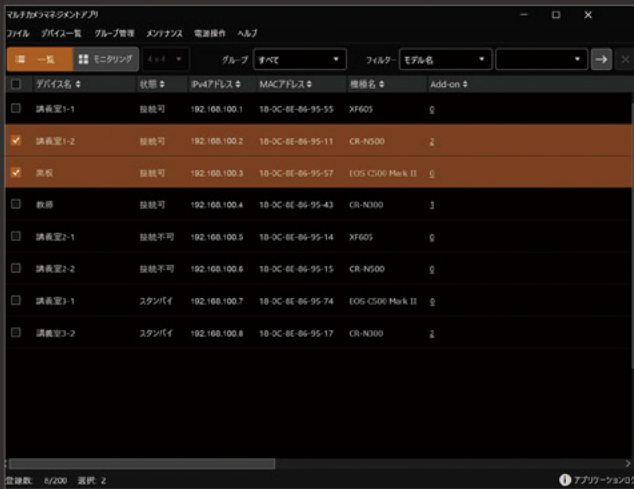 マルチカメラマネジメントアプリ
ファイル デバイス一覧 グループ管理 メンテナンス 電源操作 ヘルプ
一覧 モニタリング 4x4 グループ すべて フィルター モデル名
デバイス名 状態 IPv4アドレス MACアドレス 機種名 Add-on
講義室1-1 接続可 192.168.100.1 18-0C-8E-86-95-55 XF605 0
講義室1-2 接続可 192.168.100.2 18-0C-8E-86-95-11 CR-N500 2
黒板 接続可 192.168.100.3 18-0C-8E-86-95-57 EOS C500 Mark II 0
教師 接続可 192.168.100.4 18-0C-8E-86-95-43 CR-N300 1
講義室2-1 接続不可 192.168.100.5 18-0C-8E-86-95-14 XF605 0
講義室2-2 接続不可 192.168.100.6 18-0C-8E-86-95-15 CR-N500 0
講義室3-1 スタンバイ 192.168.100.7 18-0C-8E-86-95-74 EOS C500 Mark II 0
講義室3-2 スタンバイ 192.168.100.8 18-0C-8E-86-95-17 CR-N300 2
登録数: 8/200 選択: 2 アプリケーションログ